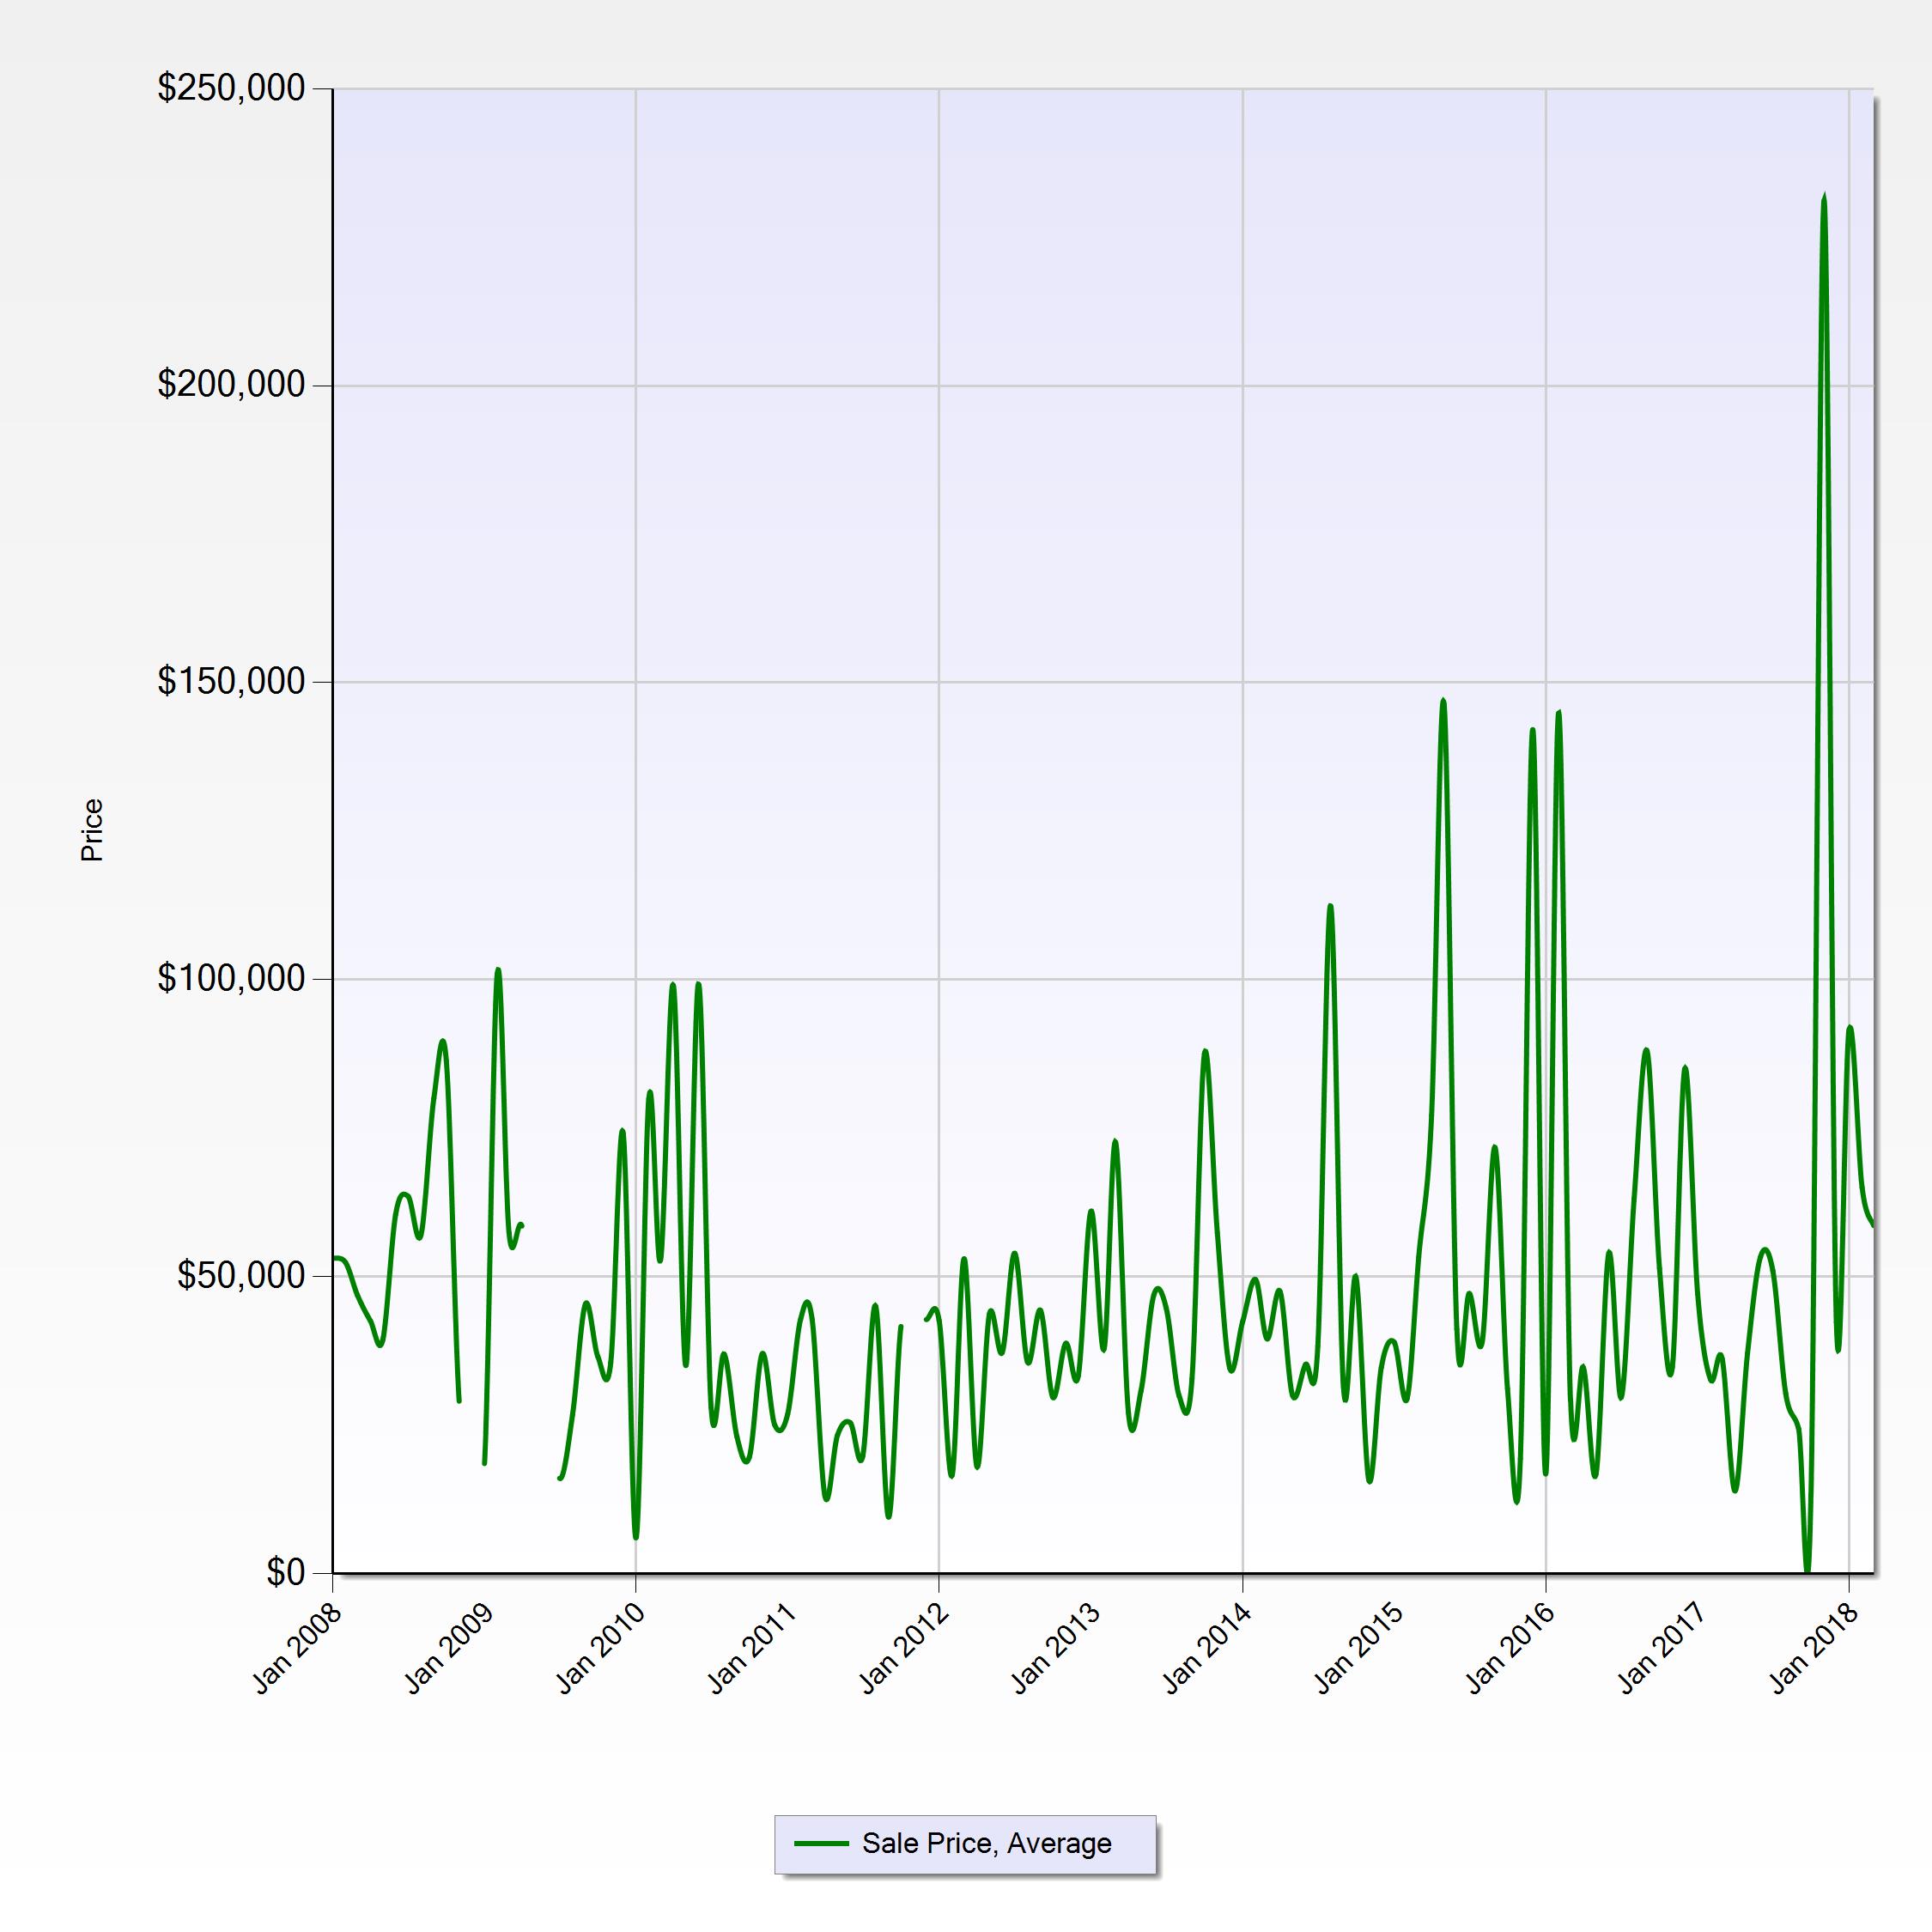 $250,000
$200,000
$150,000
$100,000
$50,000
$0
Price
Jan 2008
Jan 2009
Jan 2010
Jan 2011
Jan 2012
Jan 2013
Jan 2014
Jan 2015
Jan 2016
Jan 2017
Jan 2018
Sale Price, Average